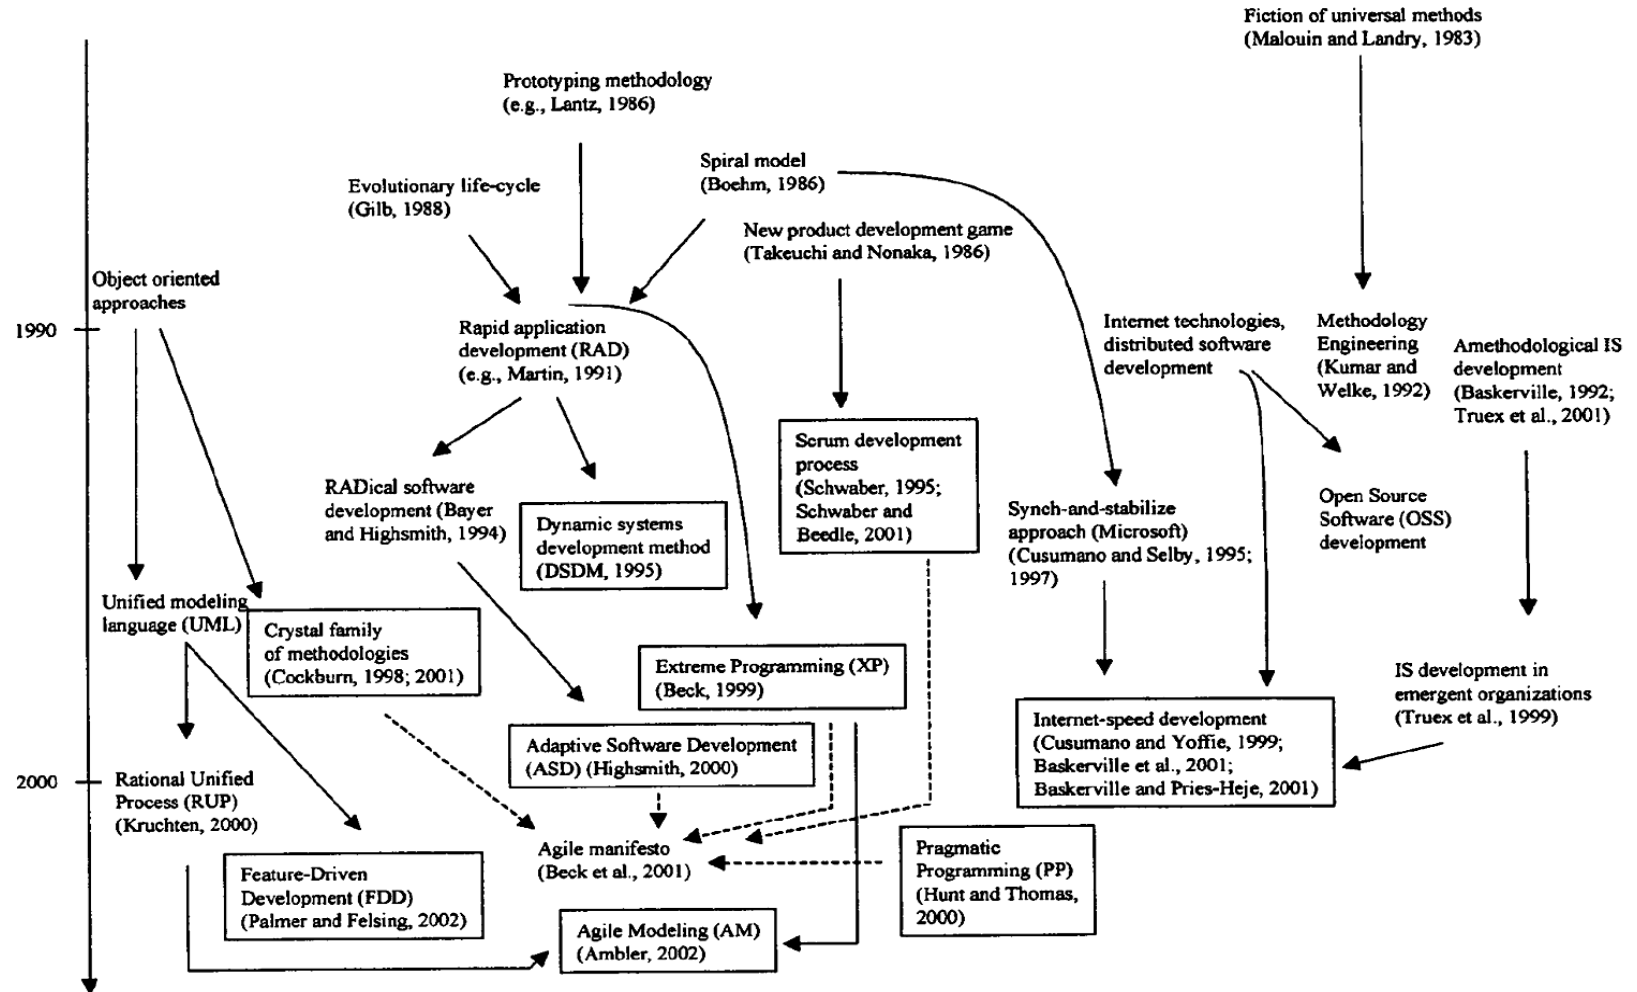 Fiction of universal methods
(Malouin and Landry, 1983)
Prototyping methodology
(e.g., Lantz, 1986)
Spiral model
(Boehm, 1986)
Evolutionary life-cycle
(Gilb, 1988)
New product development game
(Takeuchi and Nonaka, 1986)
Object oriented
approaches
1990
Rapid application
development (RAD)
(e.g., Martin, 1991)
Internet technologies,
distributed software
development
Methodology
Engineering
(Kumar and
Welke, 1992)
Amethodological IS
development
(Baskerville, 1992;
Truex et al., 2001)
Scrum development
process
(Schwaber, 1995;
Schwaber and
Beedle, 2001)
RADical software
development (Bayer
and Highsmith, 1994)
Dynamic systems
development method
(DSDM, 1995)
Synch-and-stabilize
approach (Microsoft)
(Cusumano and Selby, 1995;
1997)
Open Source
Software (OSS)
development
Unified modeling
language (UML)
Crystal family
of methodologies
(Cockburn, 1998; 2001)
Extreme Programming (XP)
(Beck, 1999)
IS development in
emergent organizations
(Truex et al., 1999)
Internet-speed development
(Cusumano and Yoffie, 1999;
Baskerville et al., 2001;
Baskerville and Pries-Heje, 2001)
Adaptive Software Development
(ASD) (Highsmith, 2000)
2000
Rational Unified
Process (RUP)
(Kruchten, 2000)
Agile manifesto
(Beck et al., 2001)
Pragmatic
Programming (PP)
(Hunt and Thomas,
2000)
Feature-Driven
Development (FDD)
(Palmer and Felsing, 2002)
Agile Modeling (AM)
(Ambler, 2002)